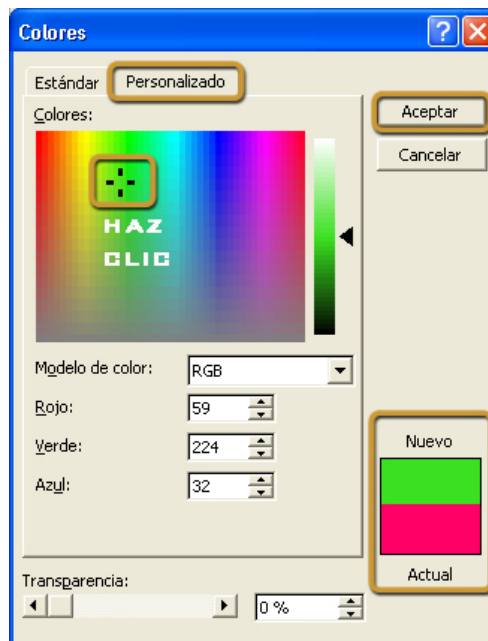 Colores
Estándar
Personalizado
Colores:
HAZ
CLIC
Aceptar
Cancelar
Modelo de color:
RGB
Rojo:
59
Verde:
224
Azul:
32
Nuevo
Actual
Transparencia:
0 %